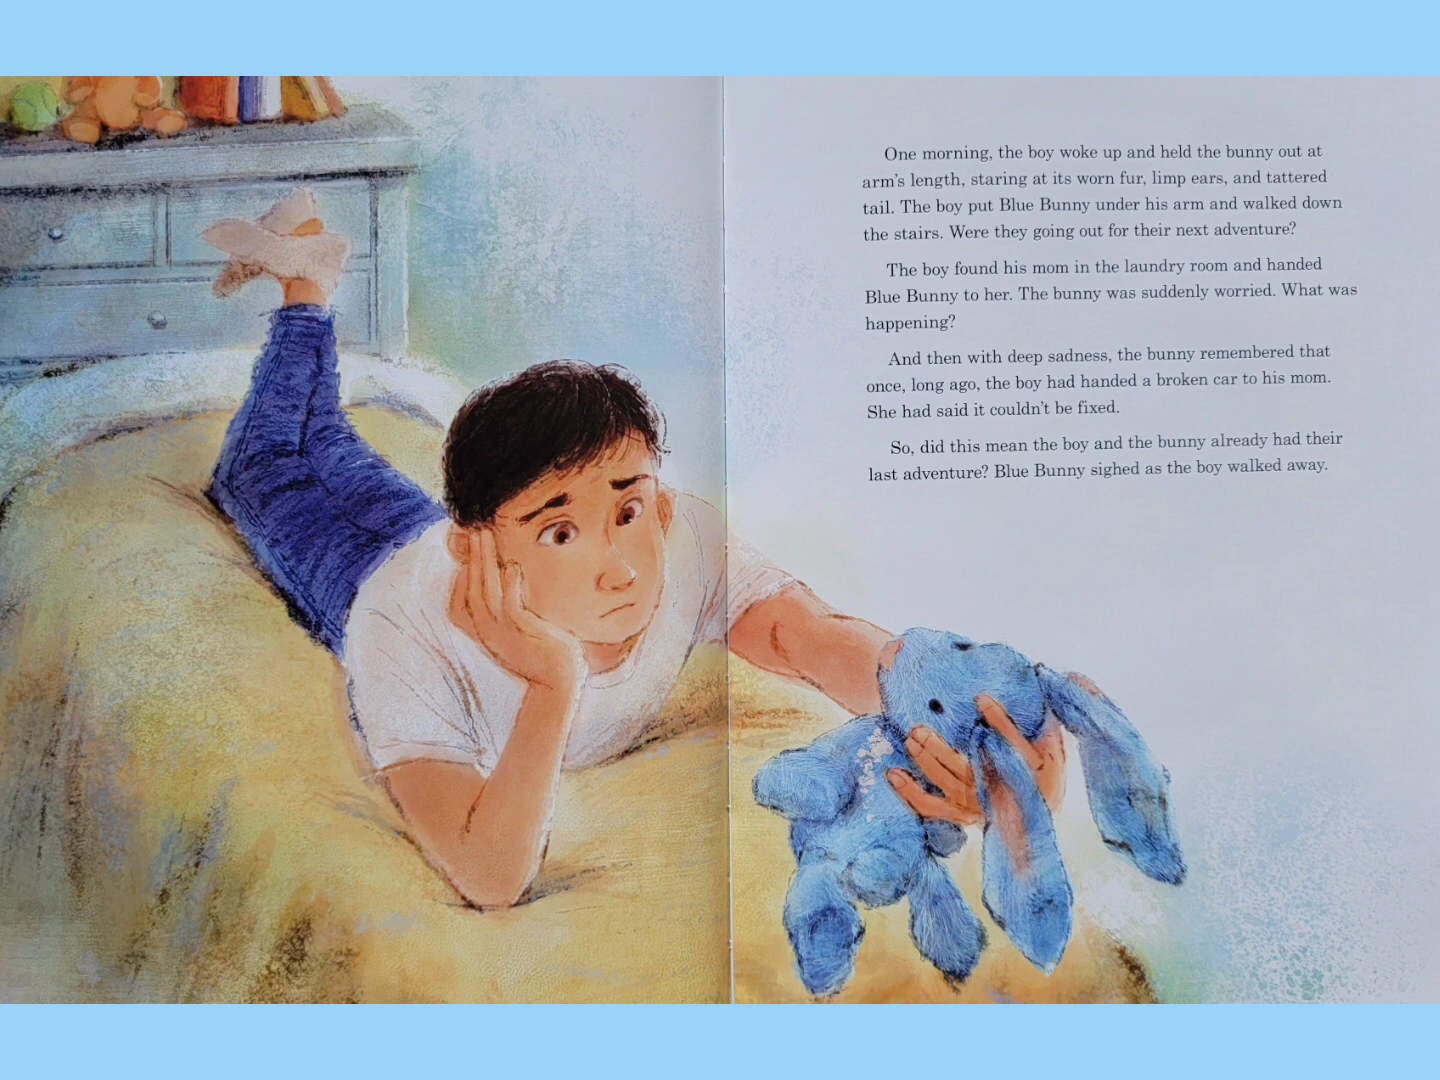 One morning, the boy woke up and held the bunny out at
arm's length, staring at its worn fur, limp ears, and tattered
tail. The boy put Blue Bunny under his arm and walked down
the stairs. Were they going out for their next adventure?
The boy found his mom in the laundry room and handed
Blue Bunny to her. The bunny was suddenly worried. What was
happening?
And then with deep sadness, the bunny remembered that
once, long ago, the boy had handed a broken car to his mom.
She had said it couldn't be fixed.
So, did this mean the boy and the bunny already had their
last adventure? Blue Bunny sighed as the boy walked away.